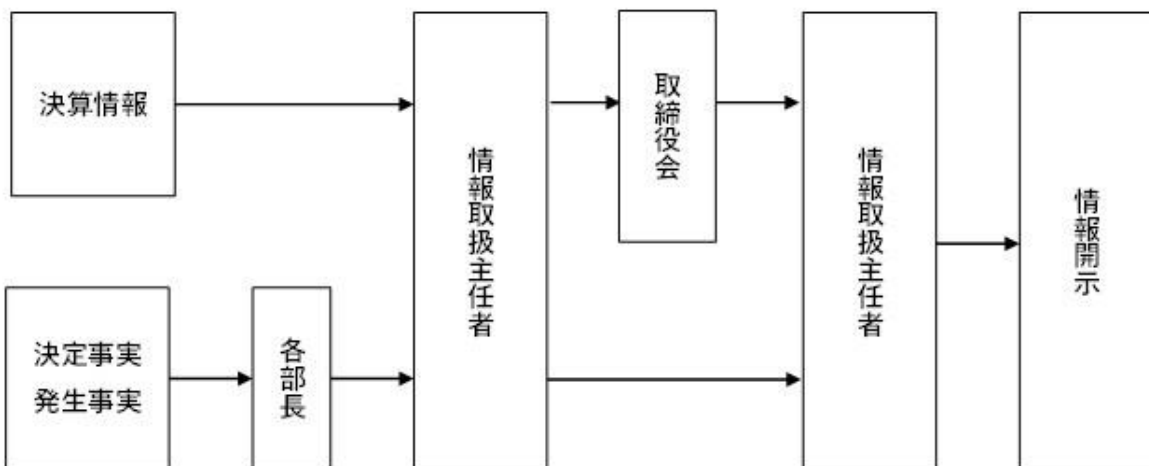 決算情報
情報取扱主任者
取締役会
情報取扱主任者
情報開示
決定事実
発生事実
各部長